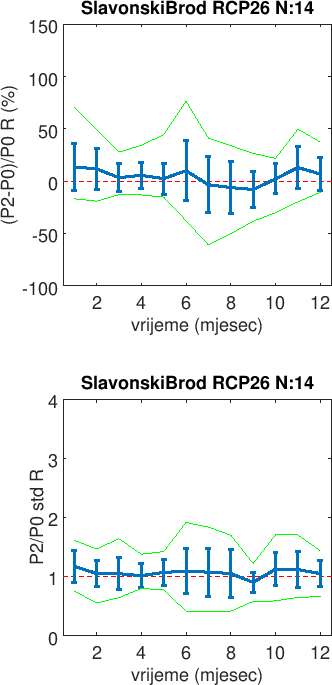 SlavonskiBrod RCP26 N:14
(P2-P0)/P0 R (%)
150
100
50
0
-50
-100
2 4 6 8 10 12
vrijeme (mjesec)
SlavonskiBrod RCP26 N:14
P2/P0 std R
4
3
2
1
0
2 4 6 8 10 12
vrijeme (mjesec)